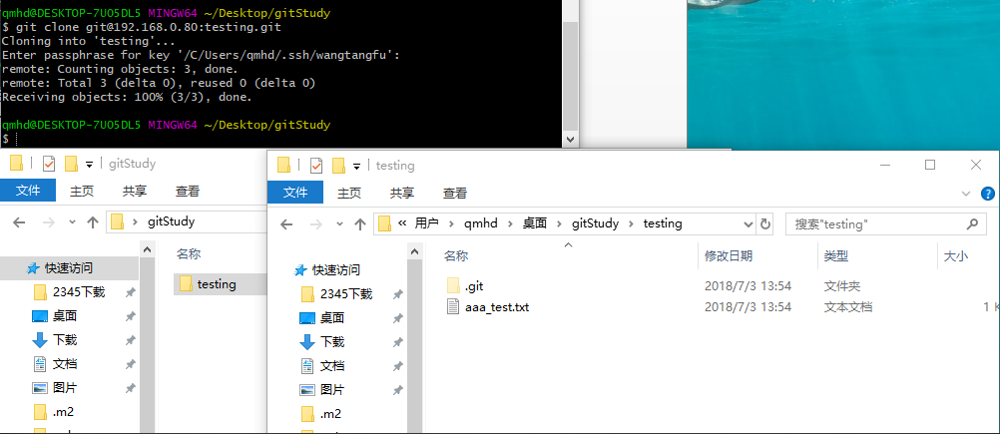 qmhd@DESKTOP-7UO5DL5 MINGW64 ~/Desktop/gitStudy
$ git clone git@192.168.0.80:testing.git
Cloning into 'testing'...
Enter passphrase for key '/C/Users/qmhd/.ssh/wangtangfu':
remote: Counting objects: 3, done.
remote: Total 3 (delta 0), reused 0 (delta 0)
Receiving objects: 100% (3/3), done.
qmhd@DESKTOP-7UO5DL5 MINGW64 ~/Desktop/gitStudy
$
gitStudy
文件 主页 共享 查看
gitStudy
名称
快速访问
testing
2345下载
桌面
下载
文档
图片
.m2
testing
文件 主页 共享 查看
« 用户 > qmhd > 桌面 > gitStudy > testing
搜索"testing"
名称 修改日期 类型 大小
快速访问
.git 2018/7/3 13:54 文件夹
2345下载
aaa_test.txt 2018/7/3 13:54 文本文档 1
桌面
下载
文档
图片
.m2